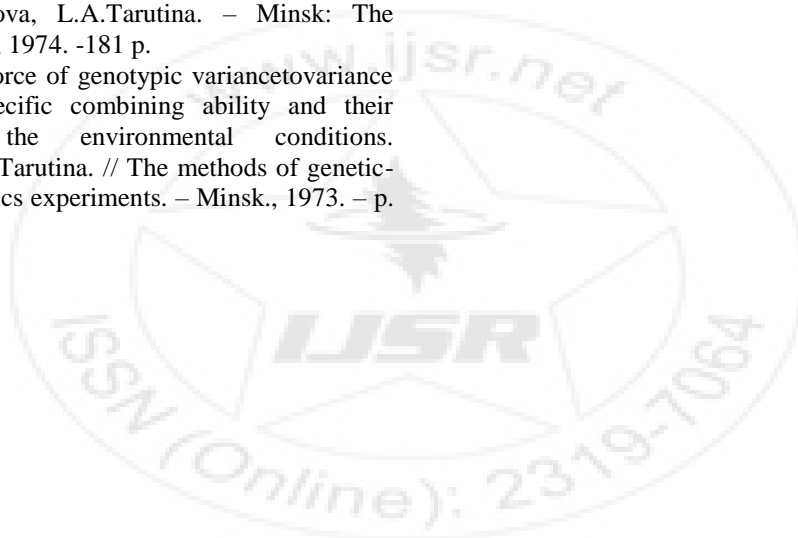 ova, L.A.Tarutina. – Minsk: The
, 1974. -181 p.
orce of genotypic variancetovariance
ecific combining ability and their
the environmental conditions.
Tarutina. // The methods of genetic-
ics experiments. – Minsk., 1973. – p.
www.ijsr.net
IJSR
ISSN (Online): 2319-7064